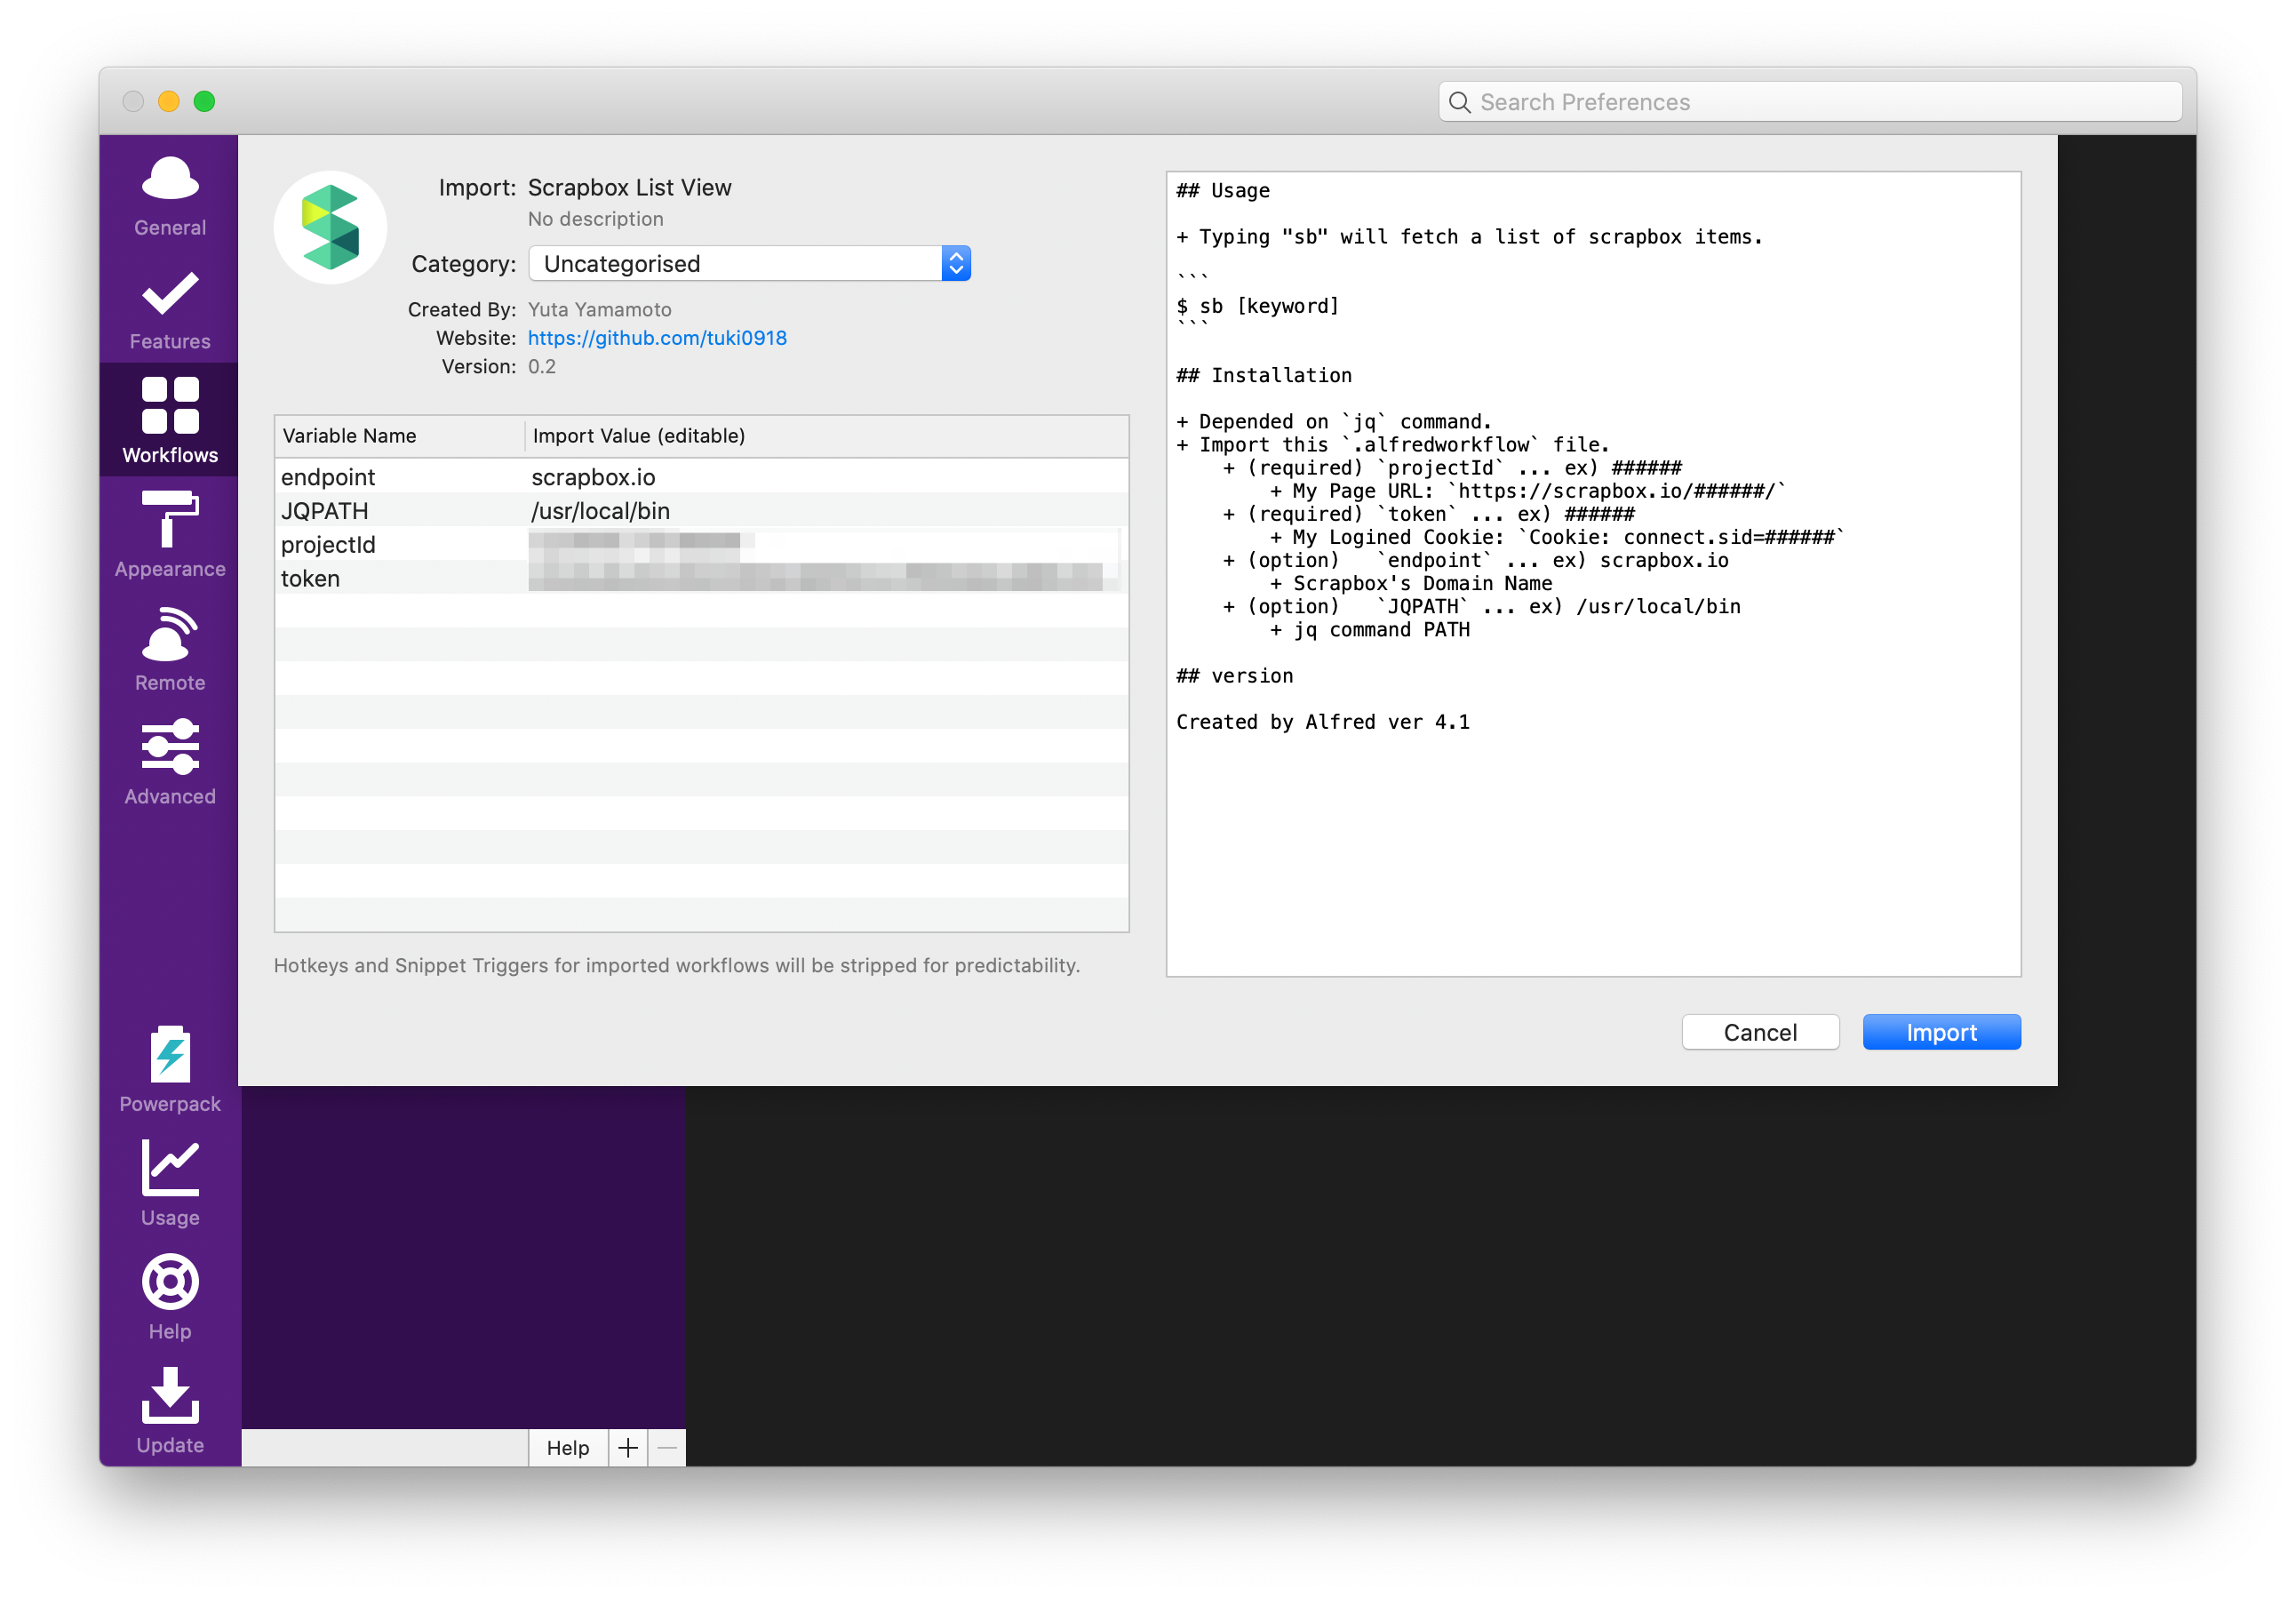 Search Preferences
General
Features
Workflows
Appearance
Remote
Advanced
Powerpack
Usage
Help
Update
Import: Scrapbox List View
No description
Category: Uncategorised
Created By: Yuta Yamamoto
Website: https://github.com/tuki0918
Version: 0.2
Variable Name Import Value (editable)
endpoint scrapbox.io
JQPATH /usr/local/bin
projectId
token
Hotkeys and Snippet Triggers for imported workflows will be stripped for predictability.
## Usage
+ Typing "sb" will fetch a list of scrapbox items.
```
$ sb [keyword]
```
## Installation
+ Depended on `jq` command.
+ Import this `.alfredworkflow` file.
+ (required) `projectId` ... ex) ######
+ My Page URL: `https://scrapbox.io/######/`
+ (required) `token` ... ex) ######
+ My Logined Cookie: `Cookie: connect.sid=######`
+ (option) `endpoint` ... ex) scrapbox.io
+ Scrapbox's Domain Name
+ (option) `JQPATH` ... ex) /usr/local/bin
+ jq command PATH
## version
Created by Alfred ver 4.1
Cancel Import
Help + −